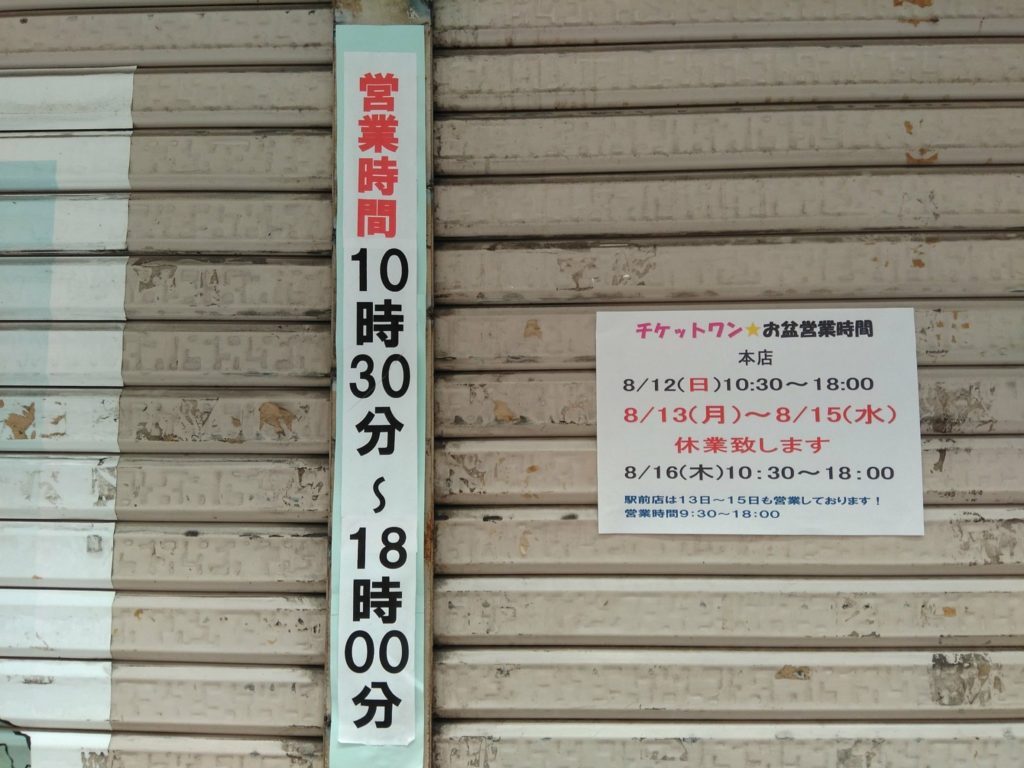 営業時間10時30分~18時00分
チケットワン★お盆営業時間
本店
8/12(日)10:30~18:00
8/13(月)~8/15(水)
休業致します
8/16(木)10:30~18:00
駅前店は13日~15日も営業しております!
営業時間9:30~18:00